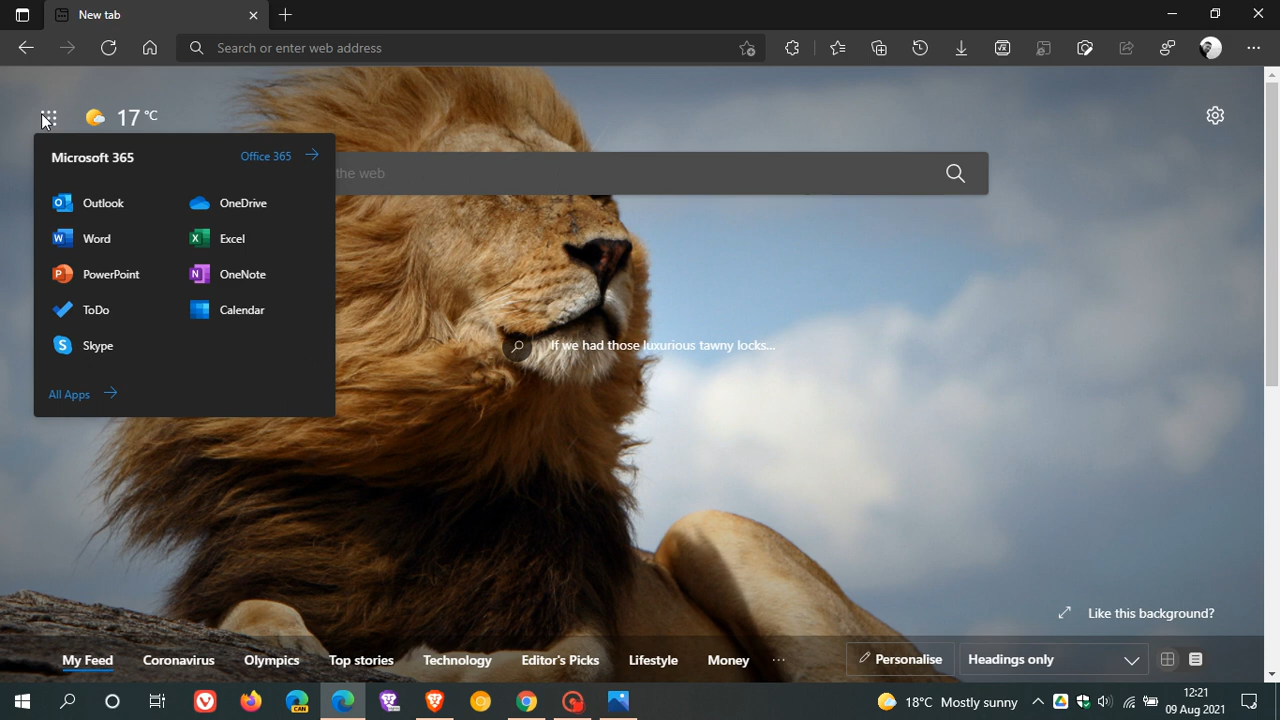 New tab
Search or enter web address
17 °C
Microsoft 365
Office 365
the web
Outlook
OneDrive
Word
Excel
PowerPoint
OneNote
ToDo
Calendar
Skype
All Apps
If we had those luxurious tawny locks...
Like this background?
My Feed
Coronavirus
Olympics
Top stories
Technology
Editor's Picks
Lifestyle
Money
...
Personalise
Headings only
CAN
18°C Mostly sunny
12:21
09 Aug 2021